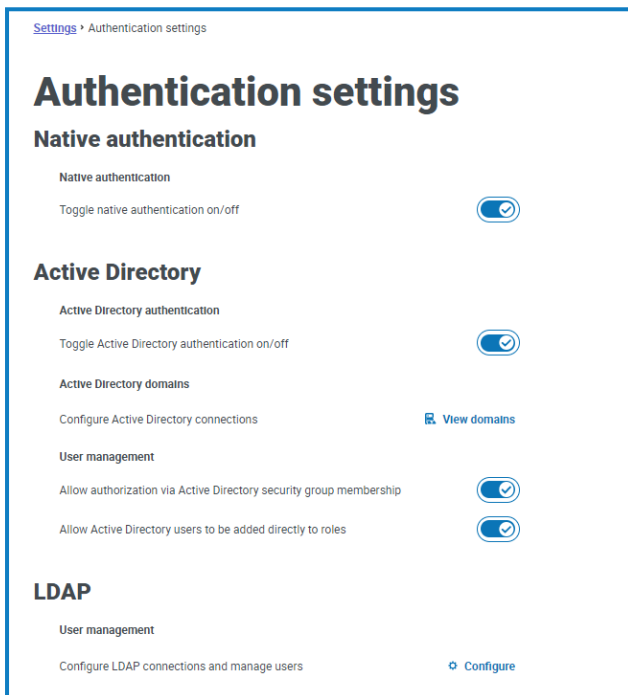 Settings › Authentication settings
Authentication settings
Native authentication
Native authentication
Toggle native authentication on/off
Active Directory
Active Directory authentication
Toggle Active Directory authentication on/off
Active Directory domains
Configure Active Directory connections View domains
User management
Allow authorization via Active Directory security group membership
Allow Active Directory users to be added directly to roles
LDAP
User management
Configure LDAP connections and manage users Configure